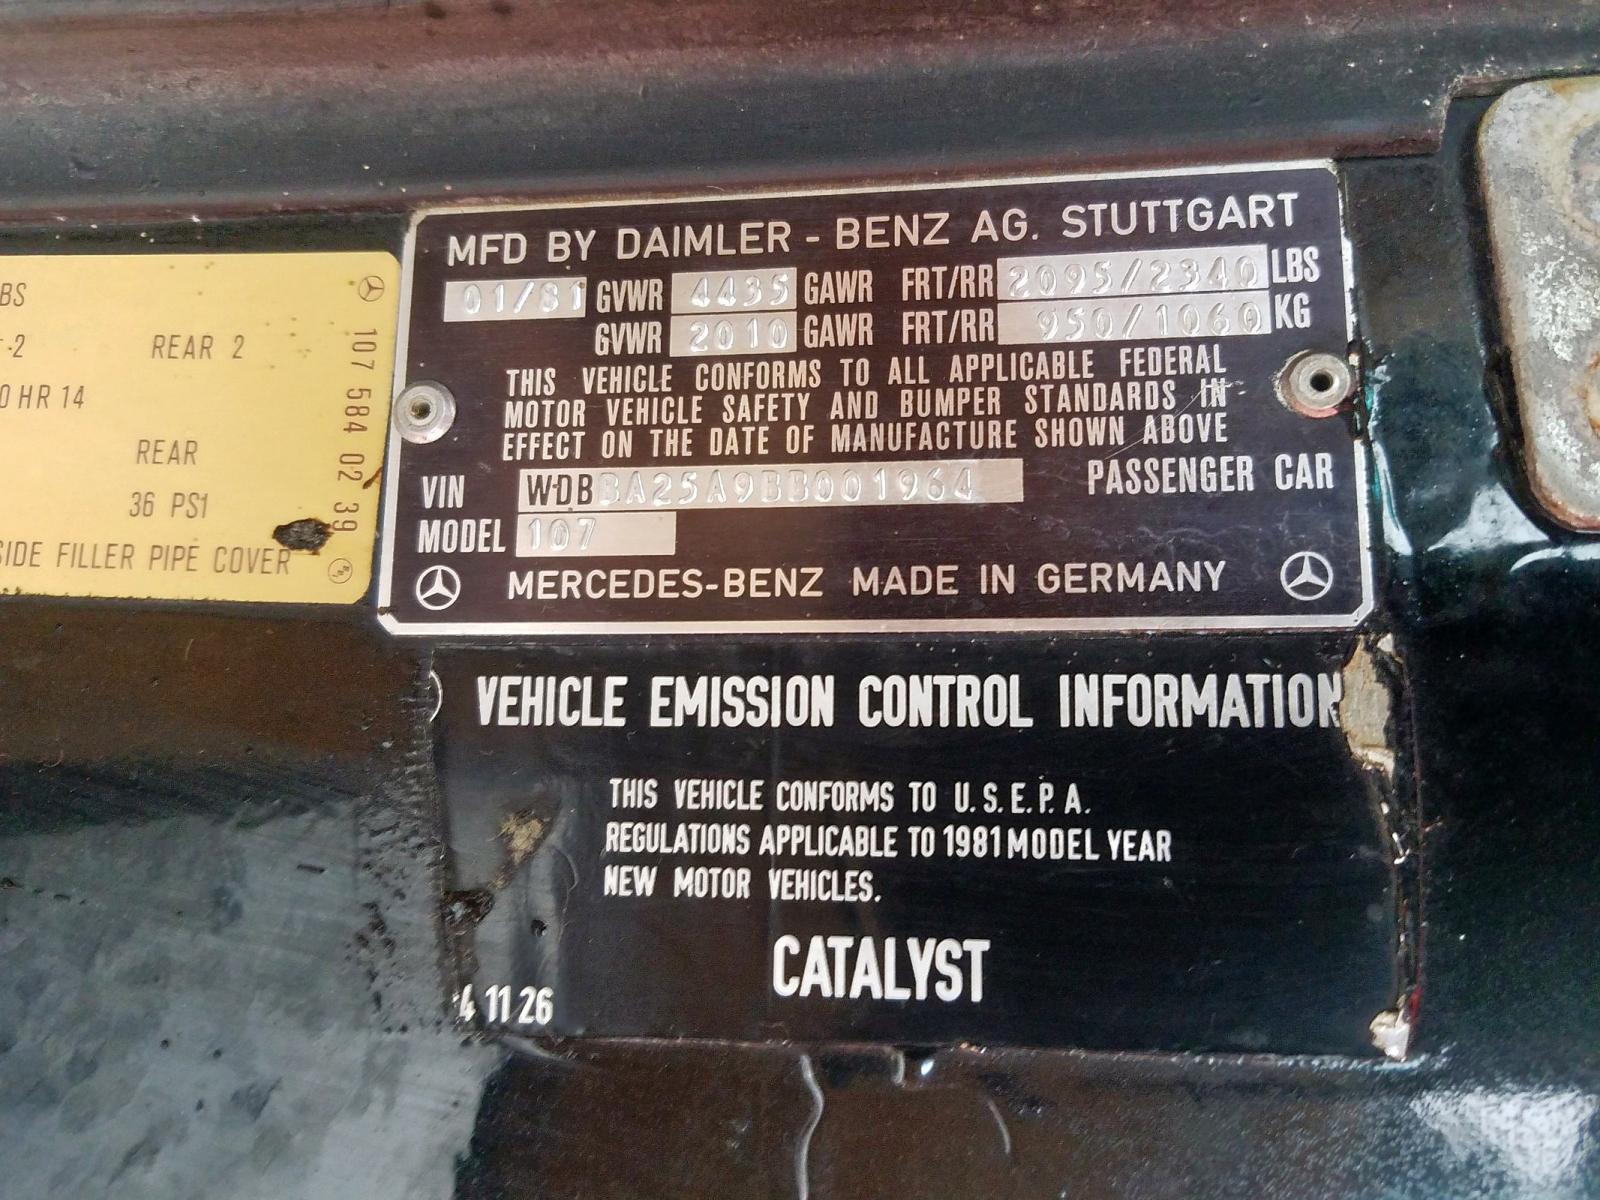 BS
-2 REAR 2
0 HR 14
REAR
36 PSI
SIDE FILLER PIPE COVER
107 584 02 39
MFD BY DAIMLER - BENZ AG. STUTTGART
01/81 GVWR 4435 GAWR FRT/RR 2095/2340 LBS
GVWR 2010 GAWR FRT/RR 950/1060 KG
THIS VEHICLE CONFORMS TO ALL APPLICABLE FEDERAL
MOTOR VEHICLE SAFETY AND BUMPER STANDARDS IN
EFFECT ON THE DATE OF MANUFACTURE SHOWN ABOVE
VIN WDBBA25A9BB001964 PASSENGER CAR
MODEL 107
MERCEDES-BENZ MADE IN GERMANY
VEHICLE EMISSION CONTROL INFORMATION
THIS VEHICLE CONFORMS TO U.S.E.P.A.
REGULATIONS APPLICABLE TO 1981 MODEL YEAR
NEW MOTOR VEHICLES.
CATALYST
4 11 26